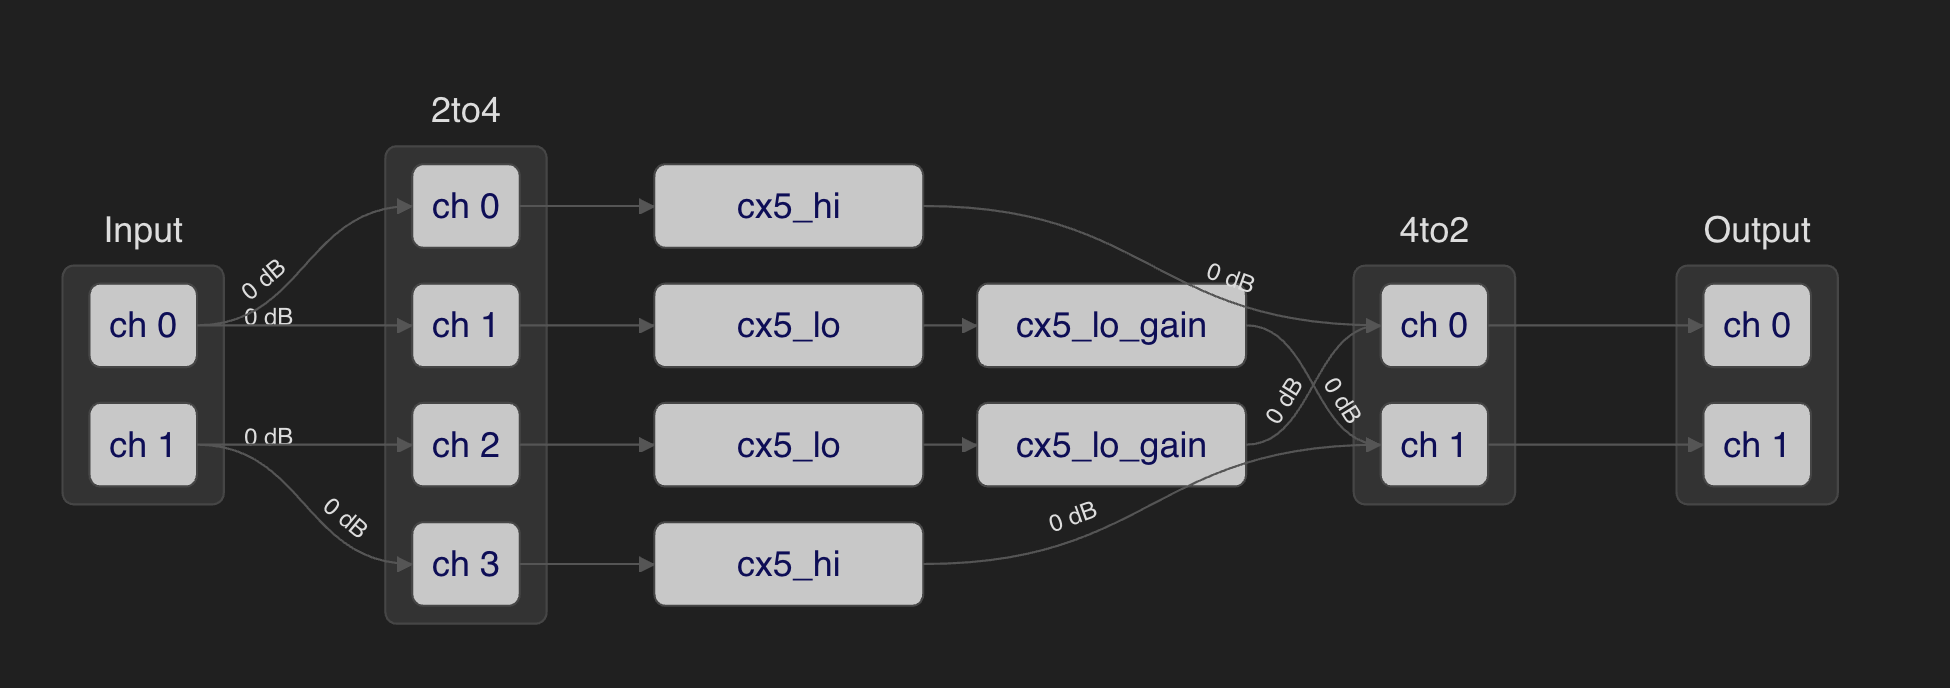 2to4
Input
4to2
Output
ch 0
cx5_hi
0 dB
0 dB
ch 0
0 dB
ch 1
cx5_lo
cx5_lo_gain
ch 0
ch 0
0 dB
0 dB
ch 1
0 dB
ch 2
cx5_lo
cx5_lo_gain
ch 1
ch 1
0 dB
0 dB
ch 3
cx5_hi